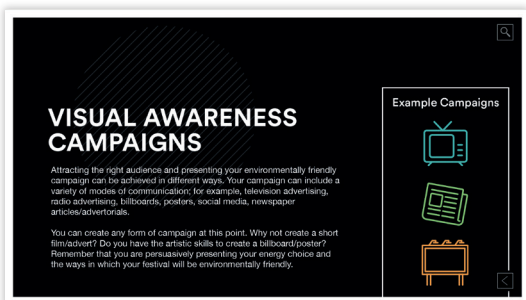 VISUAL AWARENESS
CAMPAIGNS
Attracting the right audience and presenting your environmentally friendly
campaign can be achieved in different ways. Your campaign can include a
variety of modes of communication; for example, television advertising,
radio advertising, billboards, posters, social media, newspaper
articles/advertorials.
You can create any form of campaign at this point. Why not create a short
film/advert? Do you have the artistic skills to create a billboard/poster?
Remember that you are persuasively presenting your energy choice and
the ways in which your festival will be environmentally friendly.
Example Campaigns